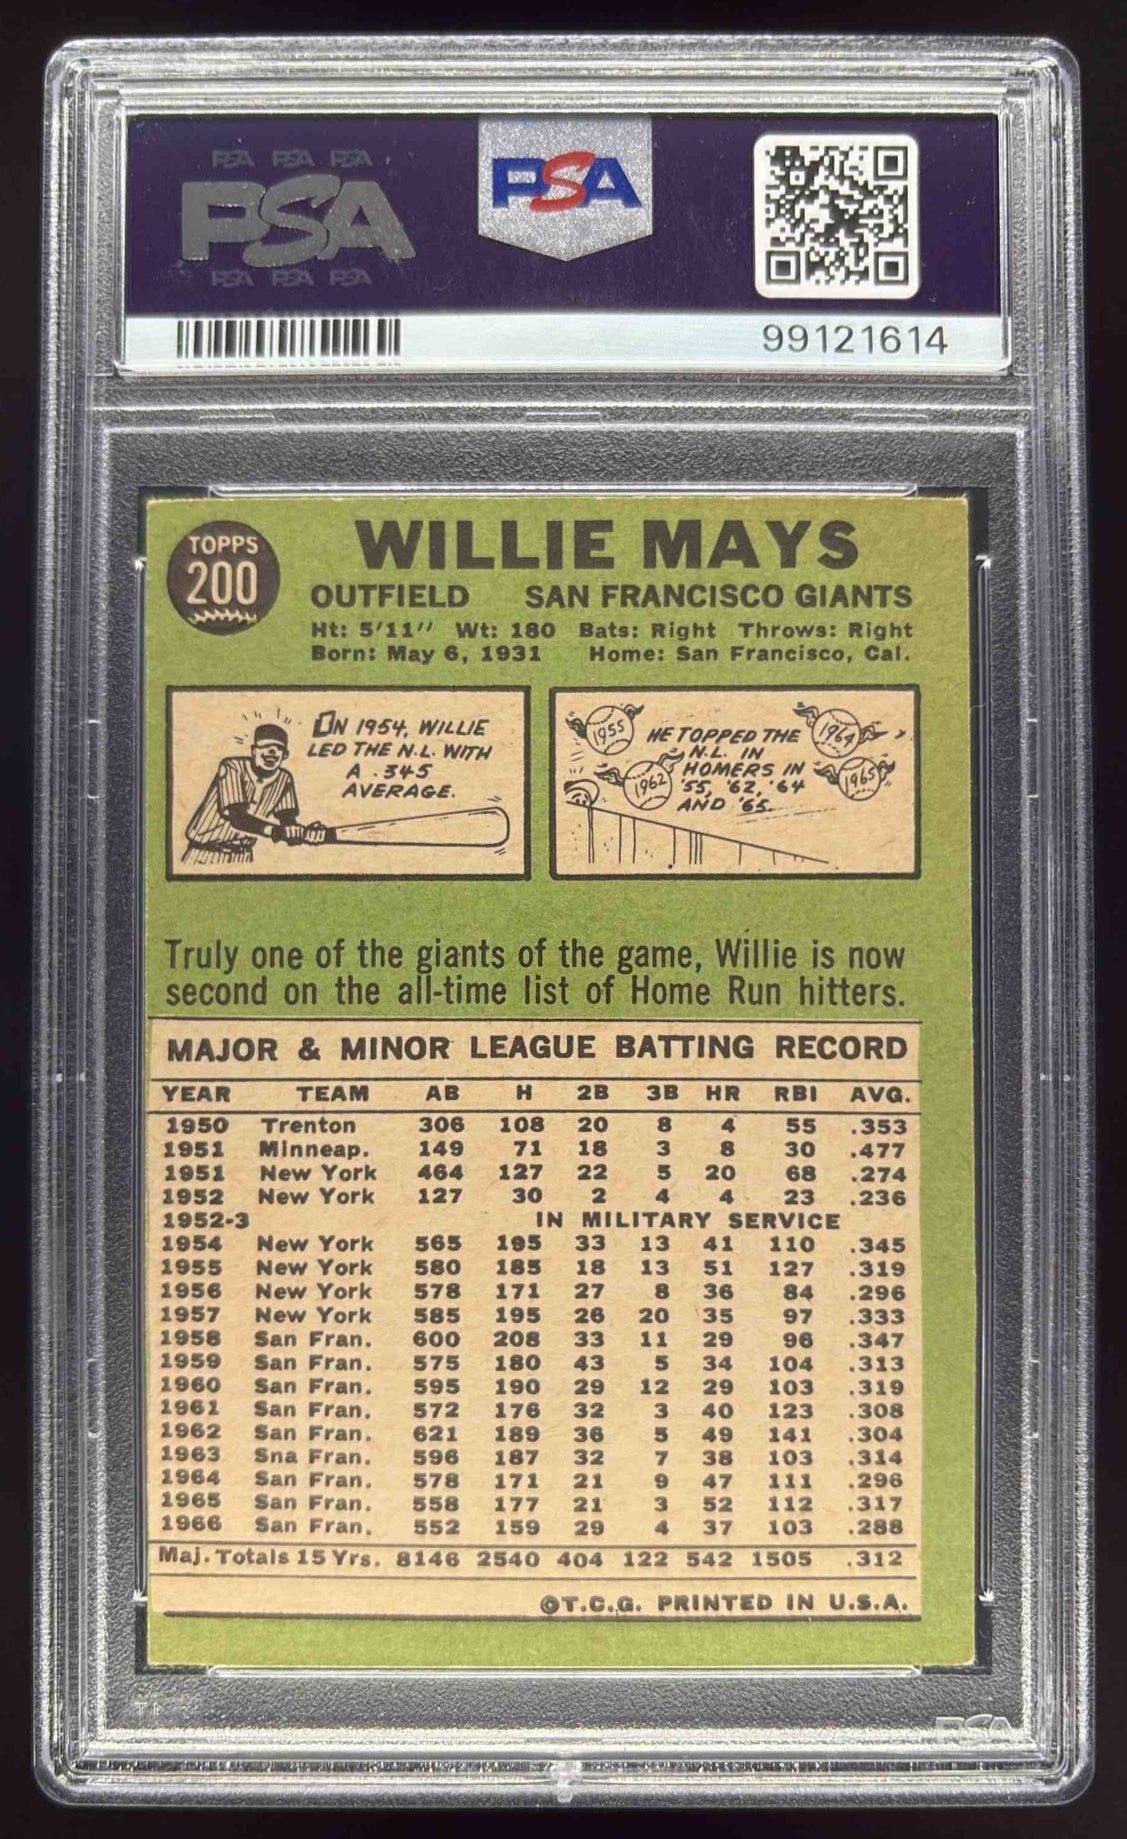 PSA PSA PSA
PSA
PSA PSA PSA
PSA
99121614
TOPPS
200
WILLIE MAYS
OUTFIELD SAN FRANCISCO GIANTS
Ht: 5'11" Wt: 180 Bats: Right Throws: Right
Born: May 6, 1931 Home: San Francisco, Cal.
IN 1954, WILLIE
LED THE N.L. WITH
A .345
AVERAGE.
1955
1962
1964
1965
HE TOPPED THE
N.L. IN
HOMERS IN
'55, '62, '64
AND '65.
Truly one of the giants of the game, Willie is now
second on the all-time list of Home Run hitters.
MAJOR & MINOR LEAGUE BATTING RECORD
YEAR TEAM AB H 2B 3B HR RBI AVG.
1950 Trenton 306 108 20 8 4 55 .353
1951 Minneap. 149 71 18 3 8 30 .477
1951 New York 464 127 22 5 20 68 .274
1952 New York 127 30 2 4 4 23 .236
1952-3 IN MILITARY SERVICE
1954 New York 565 195 33 13 41 110 .345
1955 New York 580 185 18 13 51 127 .319
1956 New York 578 171 27 8 36 84 .296
1957 New York 585 195 26 20 35 97 .333
1958 San Fran. 600 208 33 11 29 96 .347
1959 San Fran. 575 180 43 5 34 104 .313
1960 San Fran. 595 190 29 12 29 103 .319
1961 San Fran. 572 176 32 3 40 123 .308
1962 San Fran. 621 189 36 5 49 141 .304
1963 Sna Fran. 596 187 32 7 38 103 .314
1964 San Fran. 578 171 21 9 47 111 .296
1965 San Fran. 558 177 21 3 52 112 .317
1966 San Fran. 552 159 29 4 37 103 .288
Maj. Totals 15 Yrs. 8146 2540 404 122 542 1505 .312
©T.C.G. PRINTED IN U.S.A.
PSA